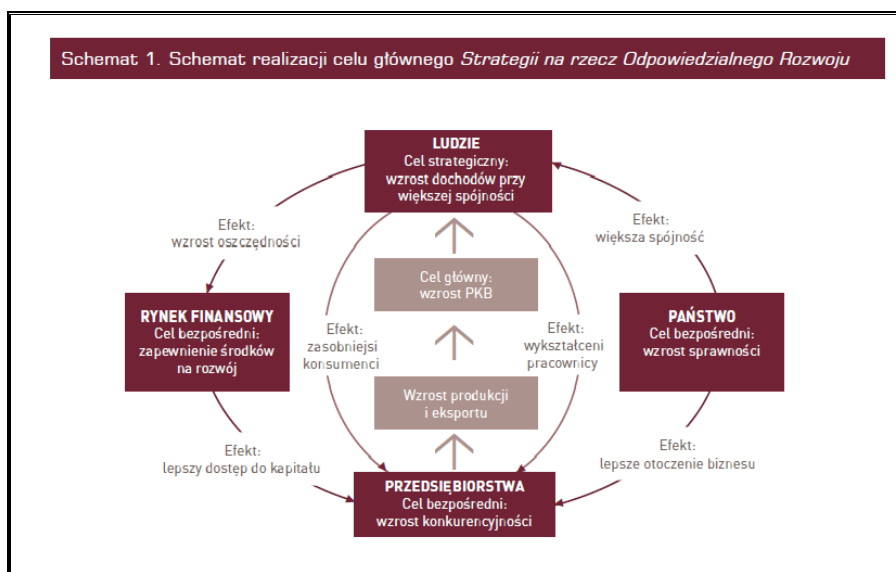 Schemat 1. Schemat realizacji celu głównego Strategii na rzecz Odpowiedzialnego Rozwoju
LUDZIE
Cel strategiczny:
wzrost dochodów przy
większej spójności
Efekt:
wzrost oszczędności
Efekt:
większa spójność
Cel główny:
wzrost PKB
RYNEK FINANSOWY
Cel bezpośredni:
zapewnienie środków
na rozwój
Efekt:
zasobniejsi
konsumenci
Efekt:
wykształceni
pracownicy
PAŃSTWO
Cel bezpośredni:
wzrost sprawności
Wzrost produkcji
i eksportu
Efekt:
lepszy dostęp do kapitału
Efekt:
lepsze otoczenie biznesu
PRZEDSIĘBIORSTWA
Cel bezpośredni:
wzrost konkurencyjności